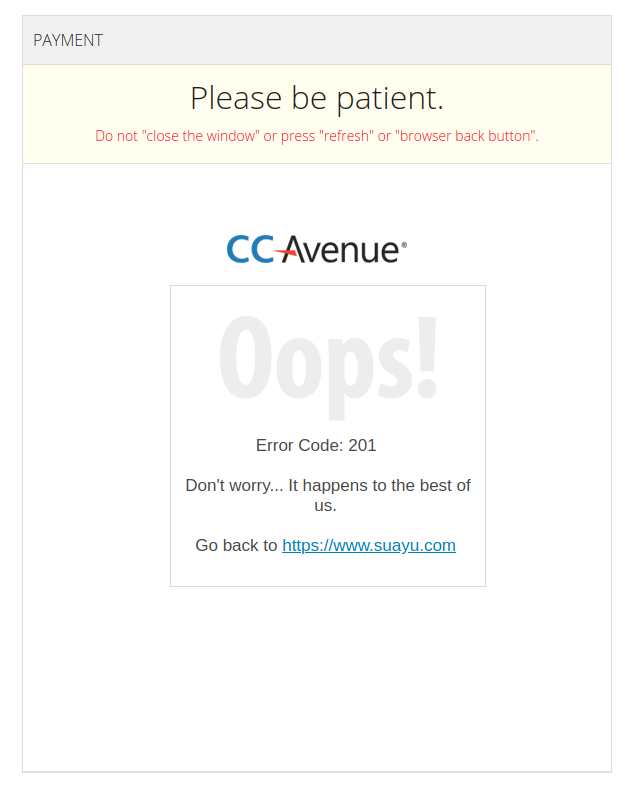 PAYMENT
Please be patient.
Do not "close the window" or press "refresh" or "browser back button".
CCAvenue®
Oops!
Error Code: 201
Don't worry... It happens to the best of
us.
Go back to https://www.suayu.com